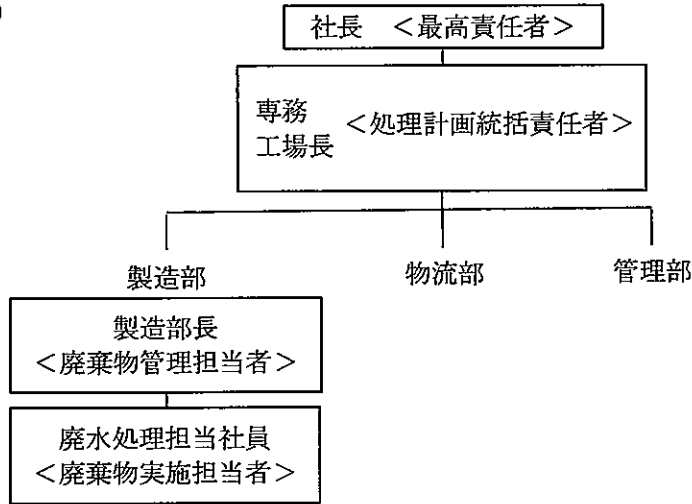 社長 ＜最高責任者＞
専務
工場長
＜処理計画統括責任者＞
製造部
物流部
管理部
製造部長
＜廃棄物管理担当者＞
廃水処理担当社員
＜廃棄物実施担当者＞